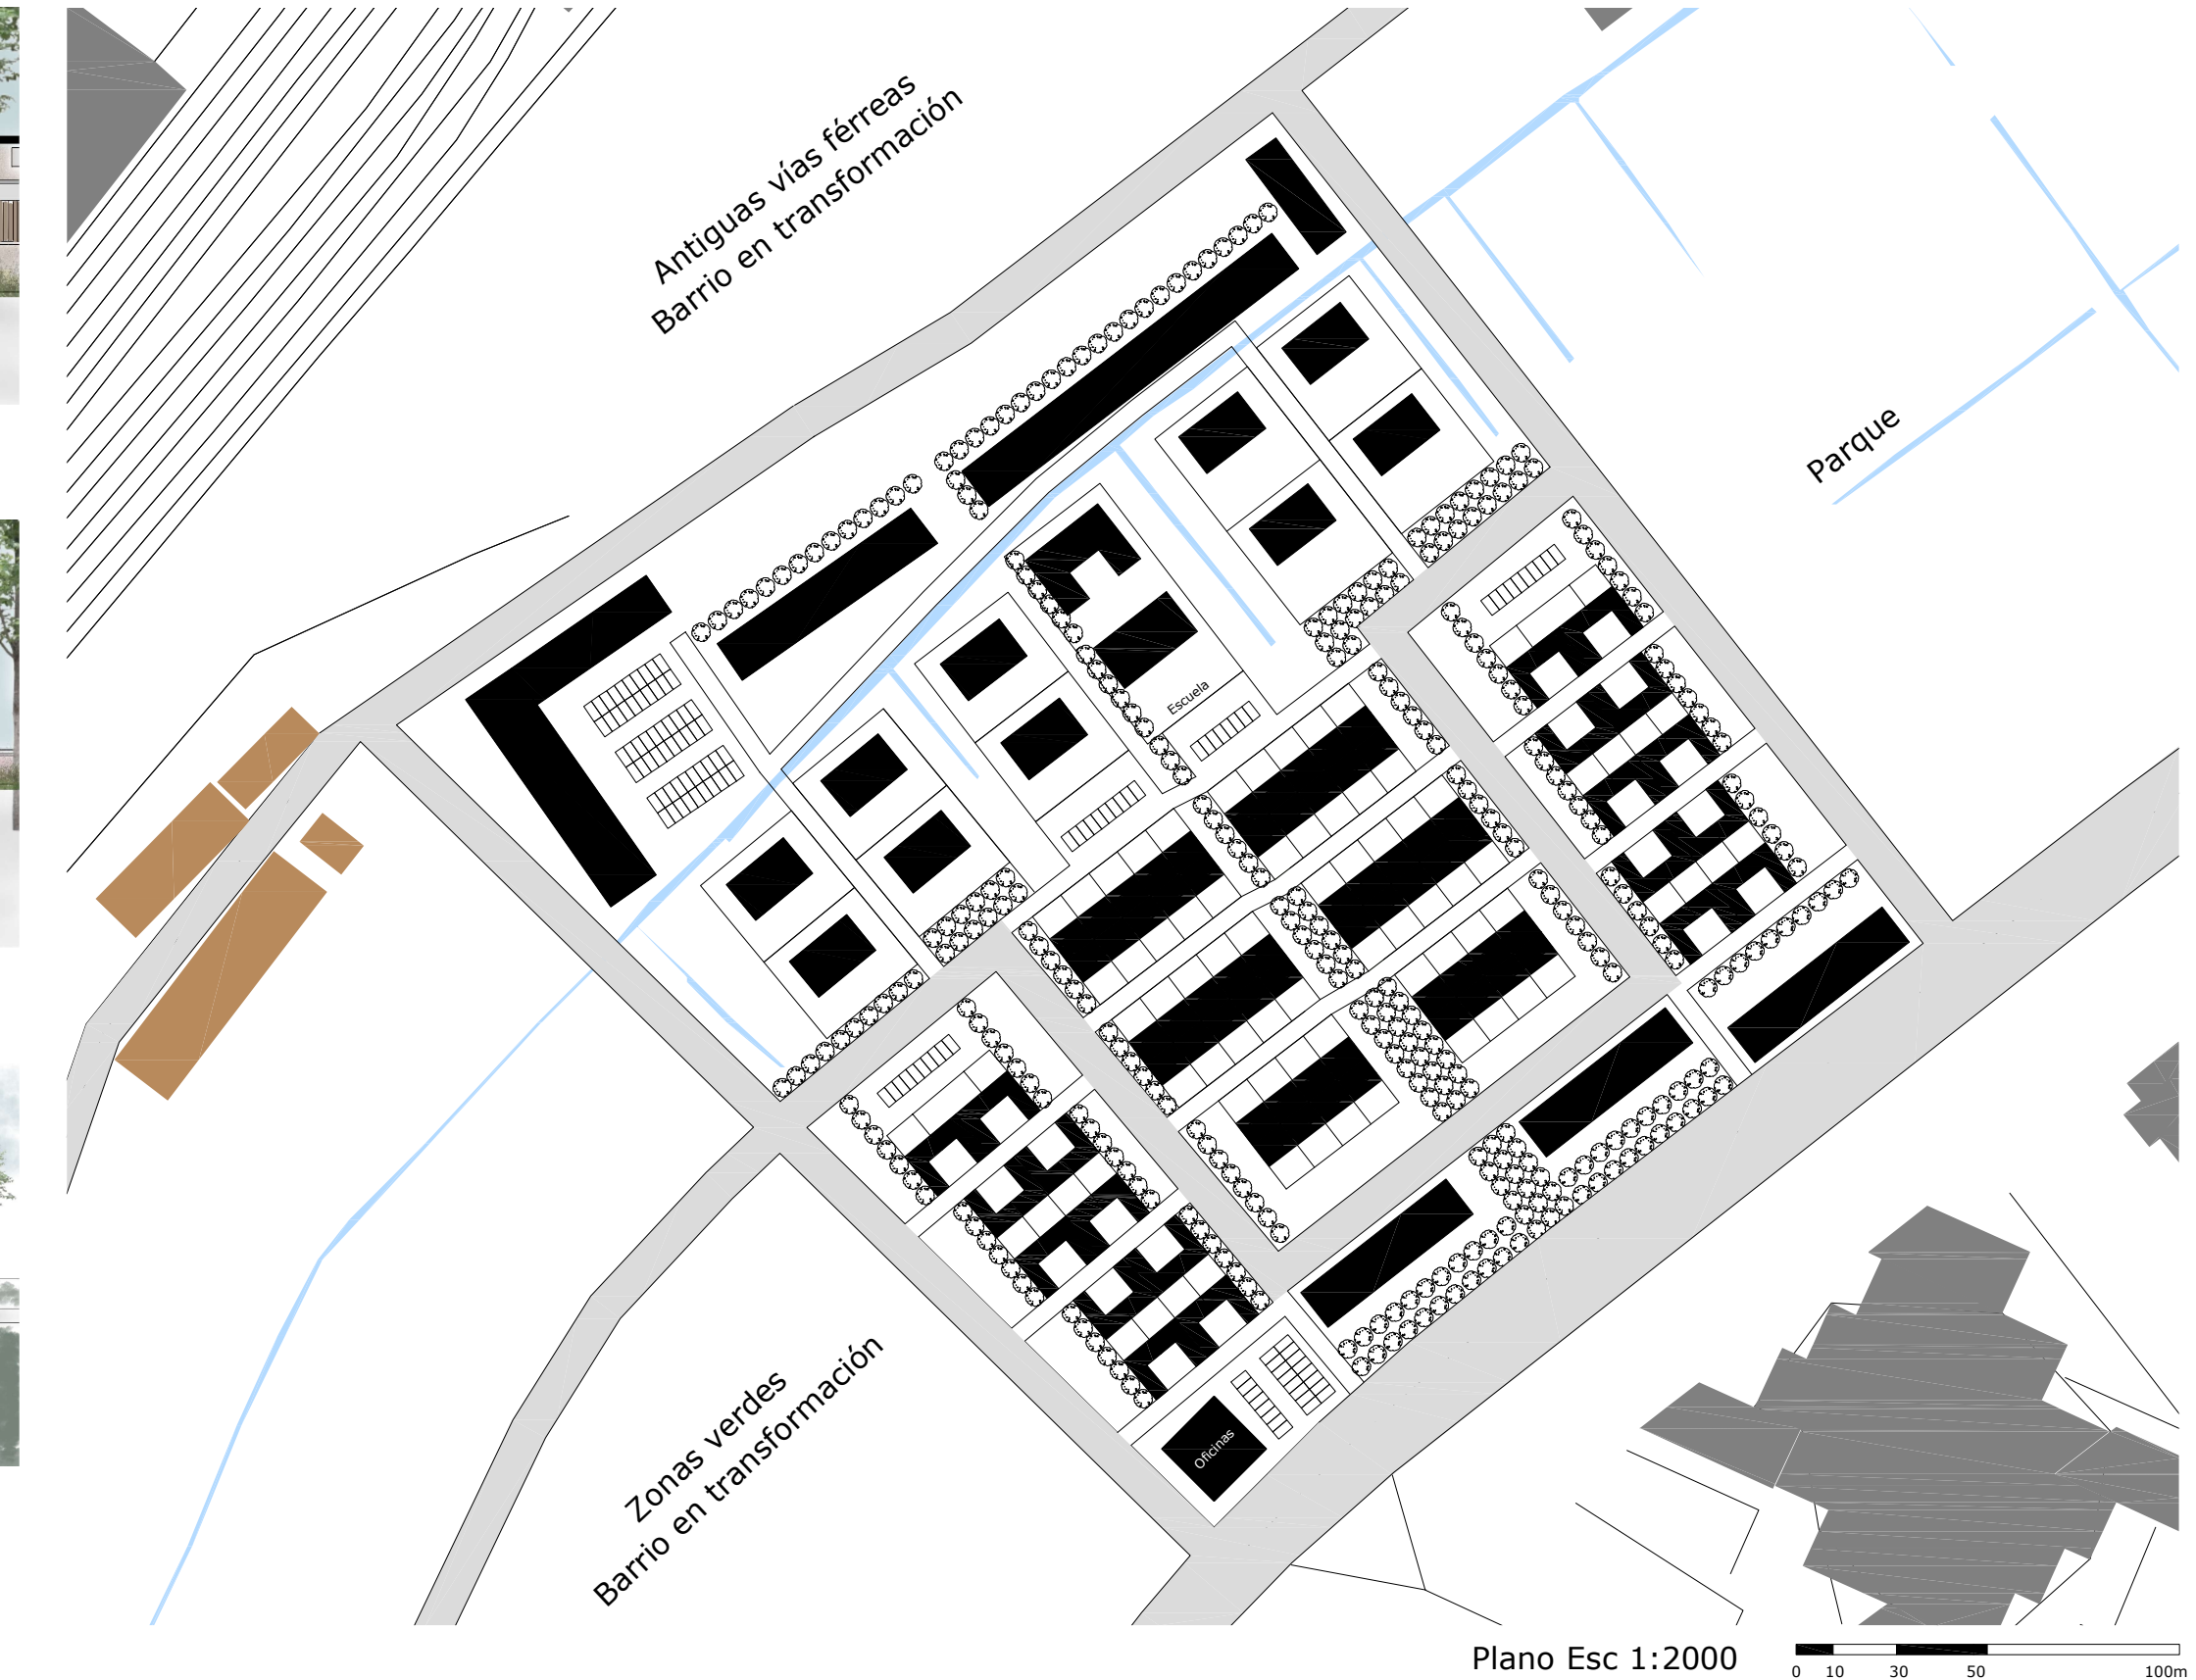 Antiguas vías férreas
Barrio en transformación
Parque
Escuela
Zonas verdes
Barrio en transformación
Oficinas
Plano Esc 1:2000
0 10 30 50 100m